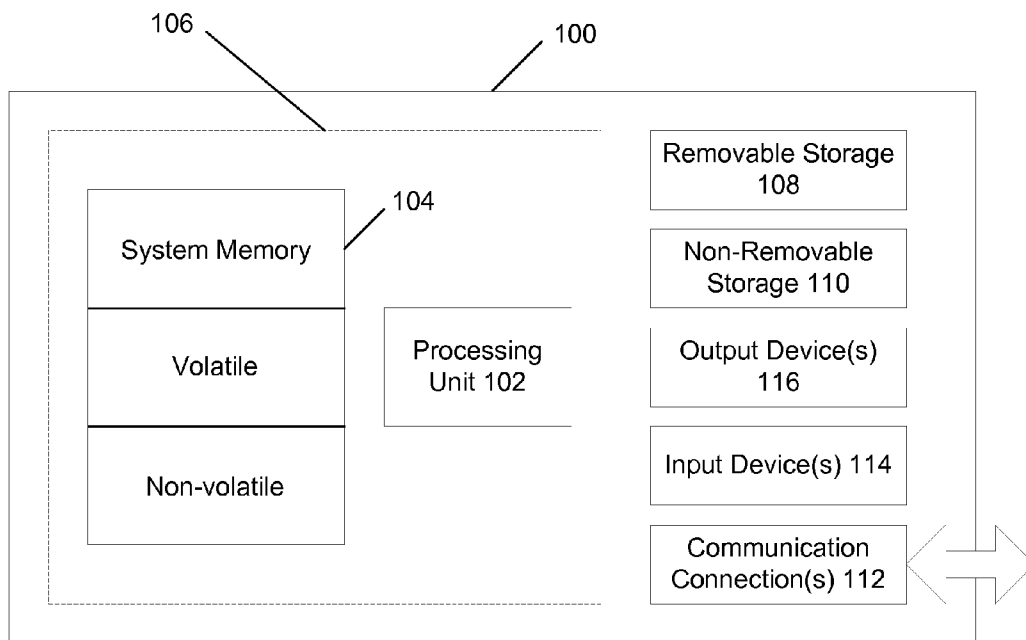 106
100
104
System Memory
Volatile
Non-volatile
Processing
Unit 102
Removable Storage
108
Non-Removable
Storage 110
Output Device(s)
116
Input Device(s) 114
Communication
Connection(s) 112